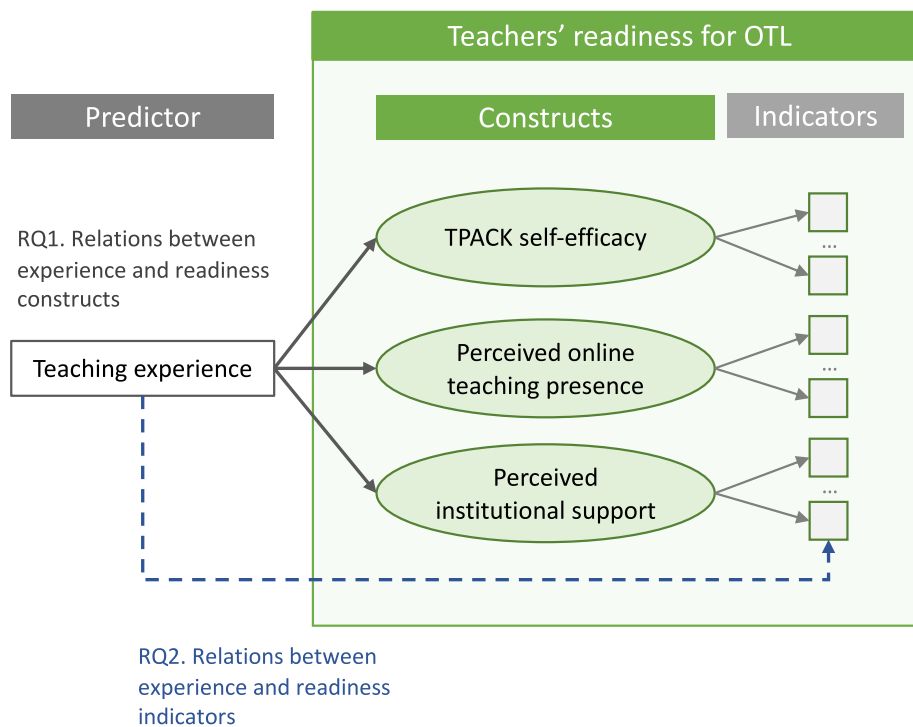 Teachers’ readiness for OTL
Predictor
Constructs
Indicators
RQ1. Relations between
experience and readiness
constructs
TPACK self-efficacy
...
Teaching experience
Perceived online
teaching presence
...
Perceived
institutional support
...
RQ2. Relations between
experience and readiness
indicators